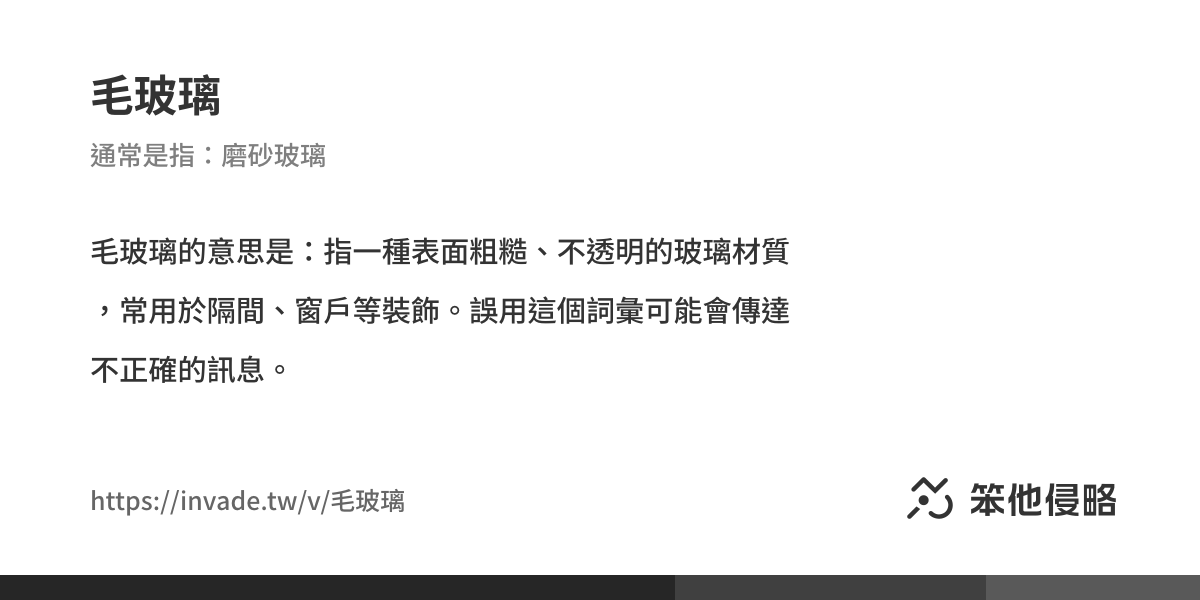 毛玻璃
通常是指：磨砂玻璃
毛玻璃的意思是：指一種表面粗糙、不透明的玻璃材質
，常用於隔間、窗戶等裝飾。誤用這個詞彙可能會傳達
不正確的訊息。
https://invade.tw/v/毛玻璃
笨他侵略